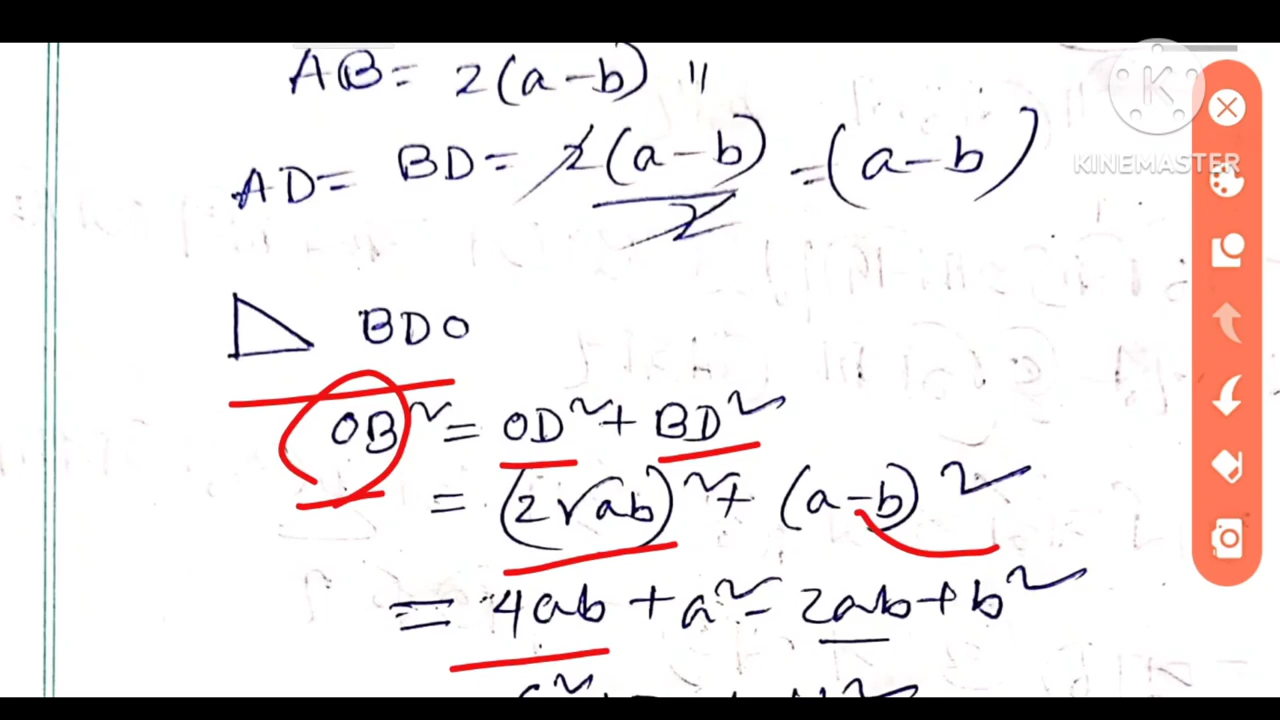 AB = 2(a-b) "
AD = BD = 2(a-b)/2 = (a-b)
KINEMASTER
BDO
OB² = OD² + BD²
= (2√ab)² + (a-b)²
= 4ab + a² - 2ab + b²